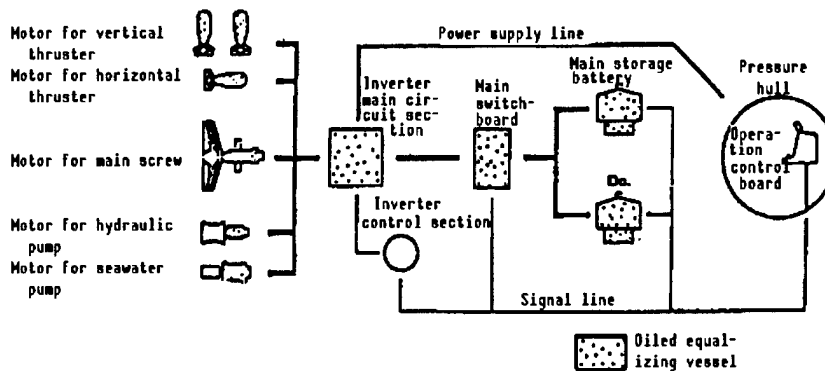 Motor for vertical
thruster
Motor for horizontal
thruster
Motor for main screw
Motor for hydraulic
pump
Motor for seawater
pump
Power supply line
Inverter
main cir-
cuit sec-
tion
Main
switch-
board
Main storage
battery
Do.
Pressure
hull
Opera-
tion
control
board
Inverter
control section
Signal line
Oiled equal-
izing vessel